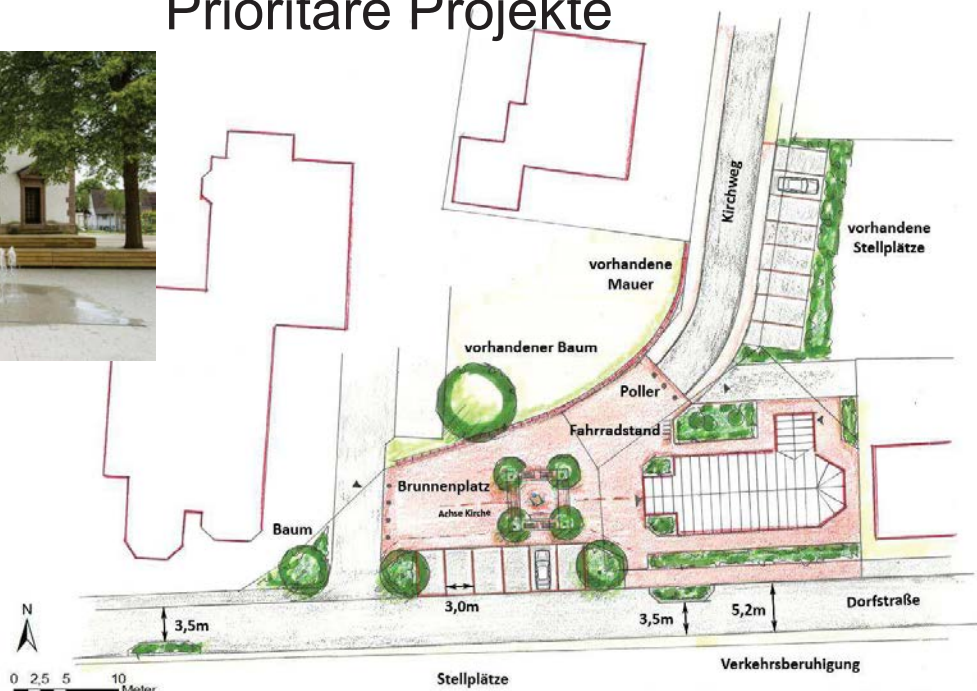 Prioritäre Projekte
Kirchweg
vorhandene
Stellplätze
vorhandene
Mauer
vorhandener Baum
Poller
Fahrradstand
Brunnenplatz
Achse Kirche
Baum
N
3,0m
3,5m
3,5m
5,2m
Dorfstraße
Verkehrsberuhigung
Stellplätze
0 2,5 5 10
Meter